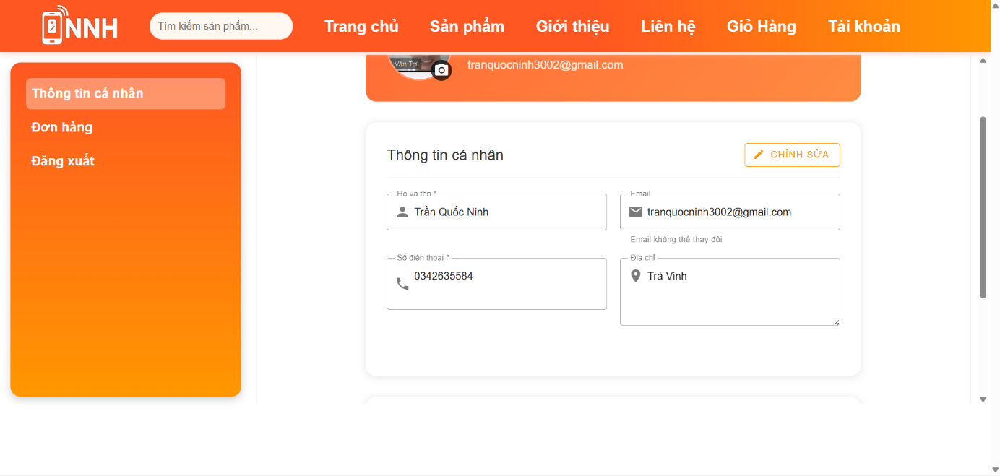 NNH
Tìm kiếm sản phẩm...
Trang chủ
Sản phẩm
Giới thiệu
Liên hệ
Giỏ Hàng
Tài khoản
Thông tin cá nhân
Đơn hàng
Đăng xuất
Văn Tới
tranquocninh3002@gmail.com
Thông tin cá nhân
CHỈNH SỬA
Họ và tên *
Trần Quốc Ninh
Email
tranquocninh3002@gmail.com
Email không thể thay đổi
Số điện thoại *
0342635584
Địa chỉ
Trà Vinh